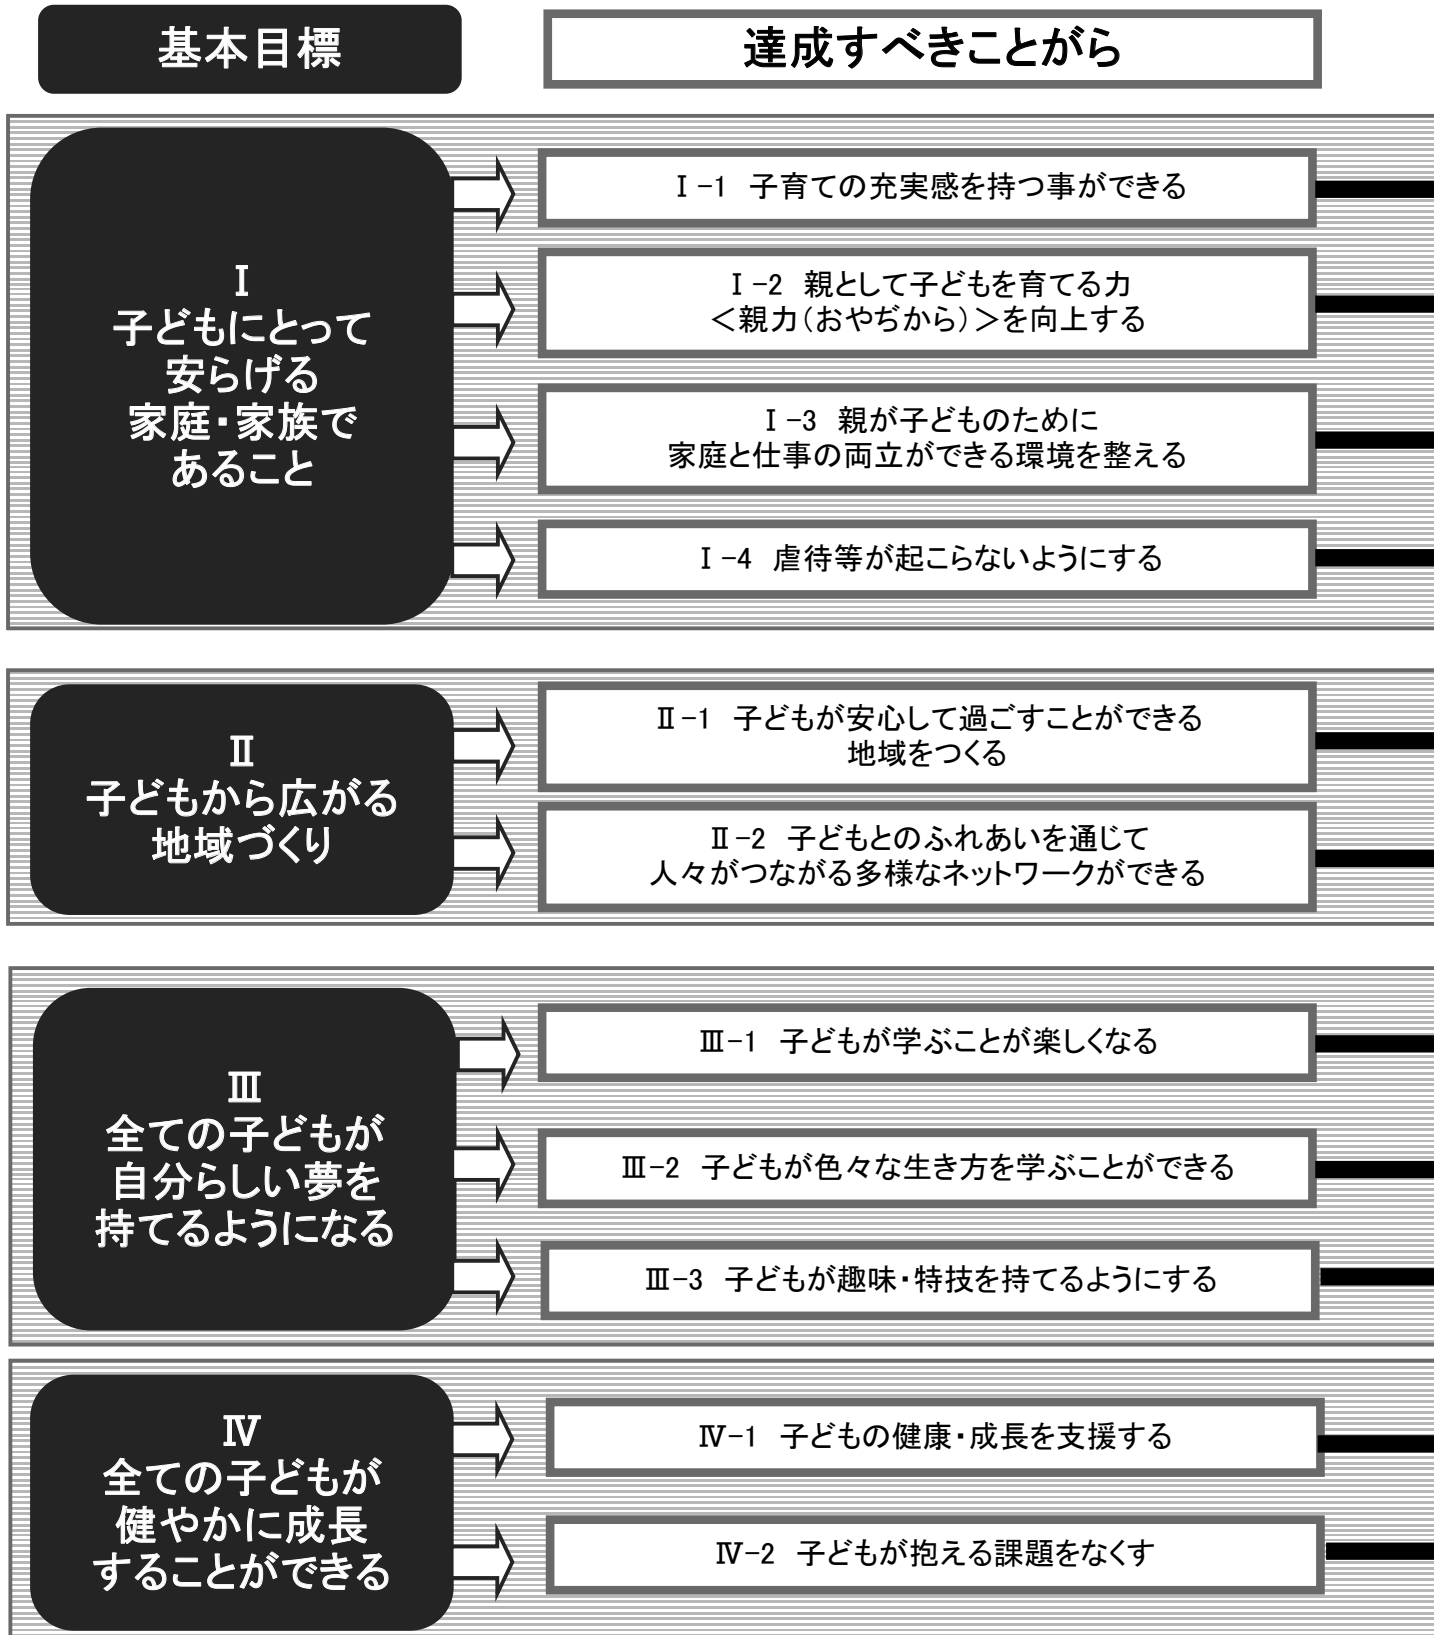 基本目標
達成すべきことがら
Ⅰ
子どもにとって
安らげる
家庭・家族で
あること
Ⅰ-1 子育ての充実感を持つ事ができる
Ⅰ-2 親として子どもを育てる力
＜親力（おやぢから）＞を向上する
Ⅰ-3 親が子どものために
家庭と仕事の両立ができる環境を整える
Ⅰ-4 虐待等が起こらないようにする
Ⅱ
子どもから広がる
地域づくり
Ⅱ-1 子どもが安心して過ごすことができる
地域をつくる
Ⅱ-2 子どもとのふれあいを通じて
人々がつながる多様なネットワークができる
Ⅲ
全ての子どもが
自分らしい夢を
持てるようになる
Ⅲ-1 子どもが学ぶことが楽しくなる
Ⅲ-2 子どもが色々な生き方を学ぶことができる
Ⅲ-3 子どもが趣味・特技を持てるようにする
Ⅳ
全ての子どもが
健やかに成長
することができる
Ⅳ-1 子どもの健康・成長を支援する
Ⅳ-2 子どもが抱える課題をなくす